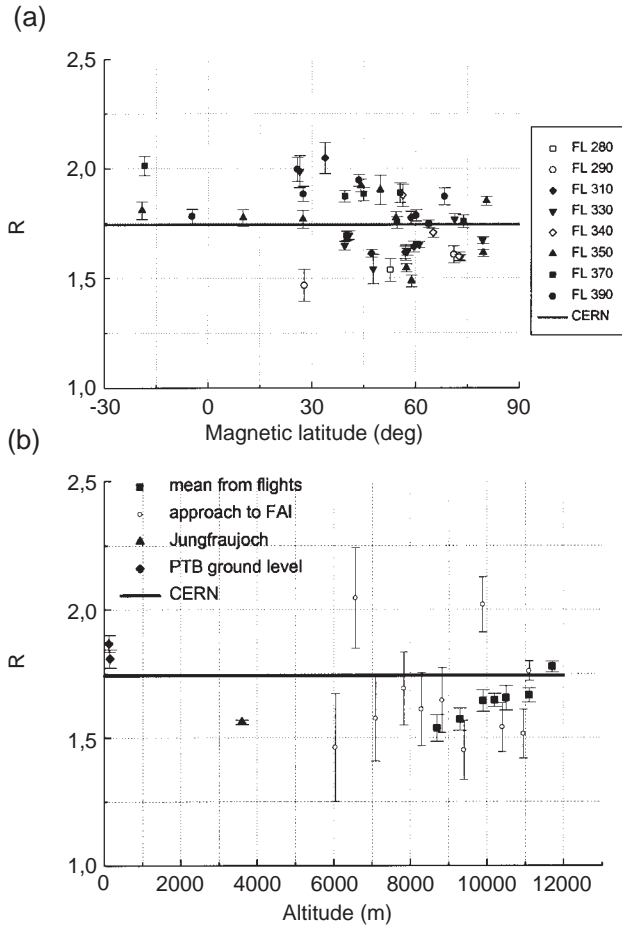 (a)
2,5
2,0
1,5
1,0
R
-30
0
30
60
90
Magnetic latitude (deg)
FL 280
FL 290
FL 310
FL 330
FL 340
FL 350
FL 370
FL 390
CERN
(b)
2,5
2,0
1,5
1,0
R
mean from flights
approach to FAI
Jungfraujoch
PTB ground level
CERN
0
2000
4000
6000
8000
10000
12000
Altitude (m)